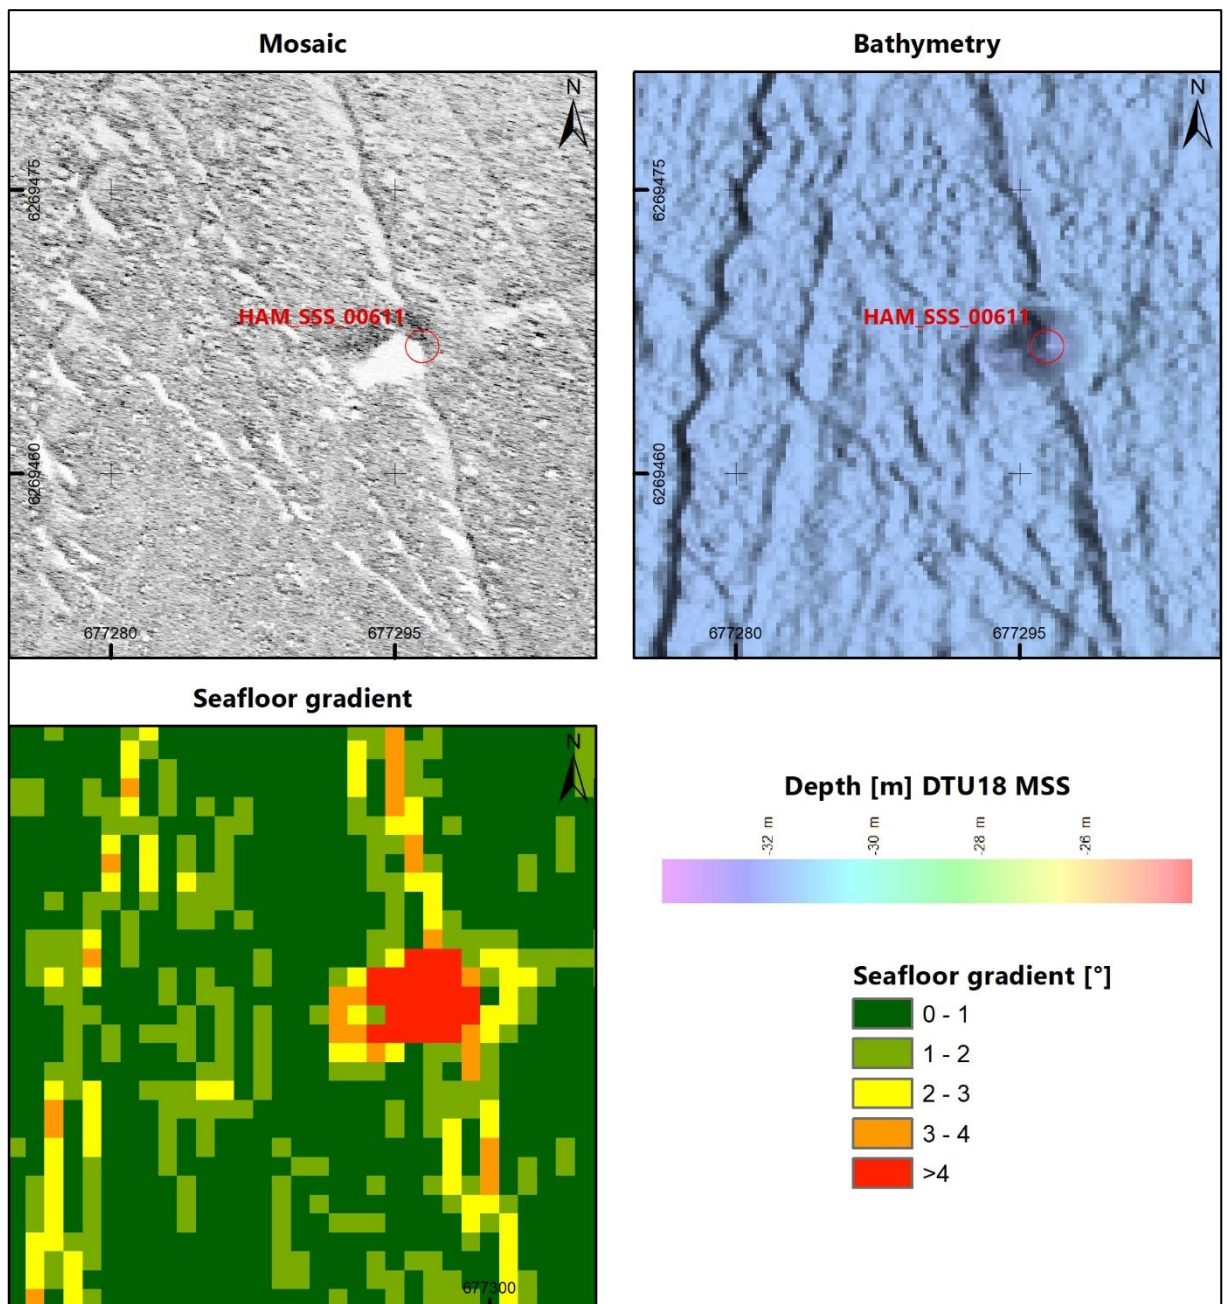 Mosaic
N
6269475
HAM_SSS_00611
6269460
677280
677295
Bathymetry
N
6269475
HAM_SSS_00611
6269460
677280
677295
Seafloor gradient
N
677300
Depth [m] DTU18 MSS
-32 m
-30 m
-28 m
-26 m
Seafloor gradient [°]
0 - 1
1 - 2
2 - 3
3 - 4
>4